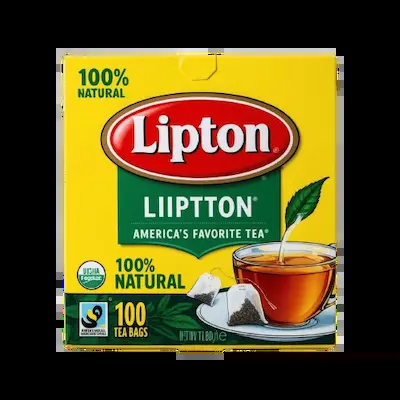 100%
NATURAL
Lipton®
LIIPTTON®
AMERICA'S FAVORITE TEA®
100%
NATURAL
100
TEA BAGS